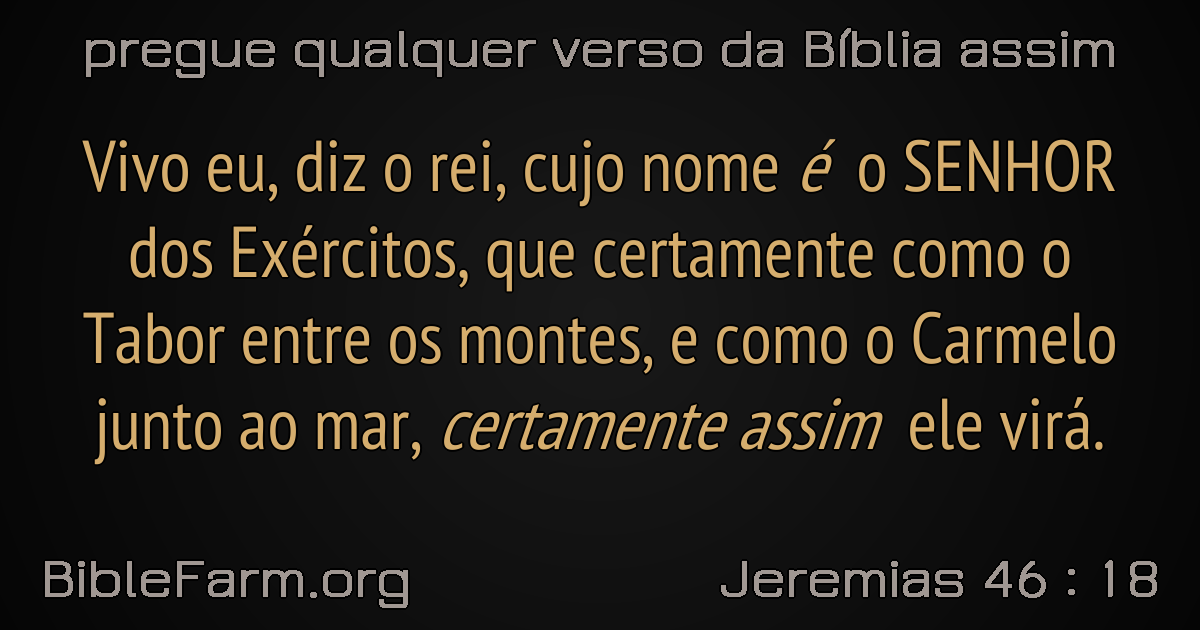 pregue qualquer verso da Bíblia assim
Vivo eu, diz o rei, cujo nome é o SENHOR
dos Exércitos, que certamente como o
Tabor entre os montes, e como o Carmelo
junto ao mar, certamente assim ele virá.
BibleFarm.org
Jeremias 46 : 18